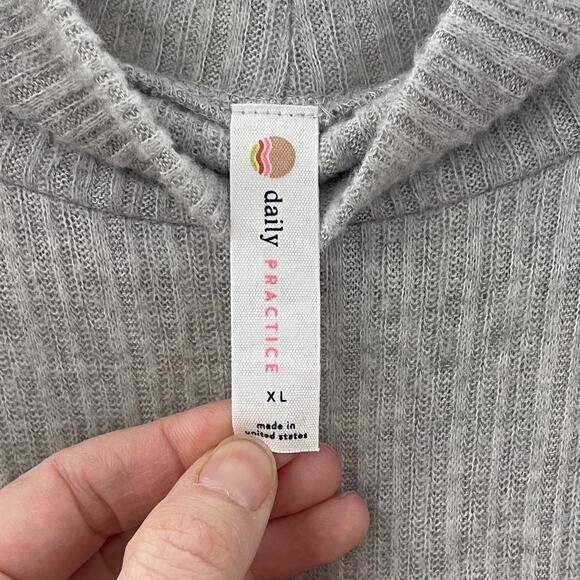 daily PRACTICE
XL
made in
united states